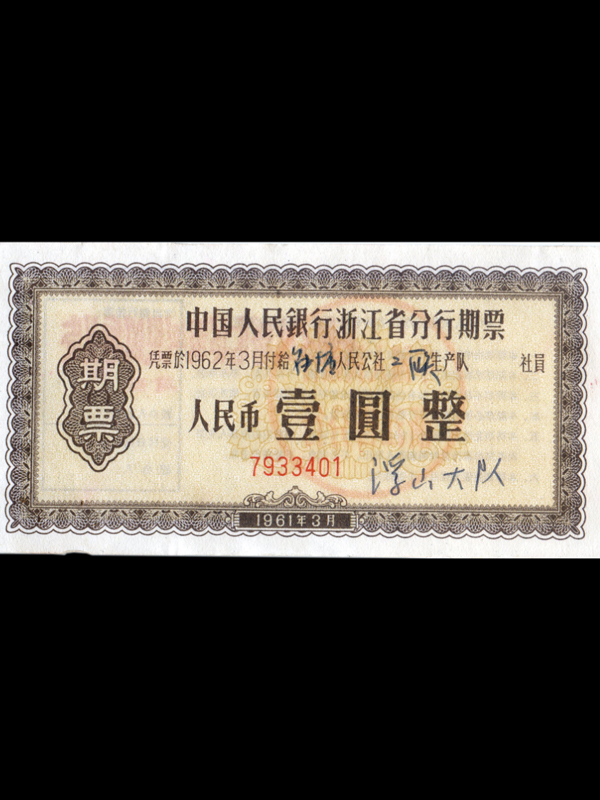 中国人民銀行浙江省分行期票
凭票於1962年3月付給 人民公社 生产队 社員
期票
人民币 壹圓整
7933401
浮山大队
1961年3月